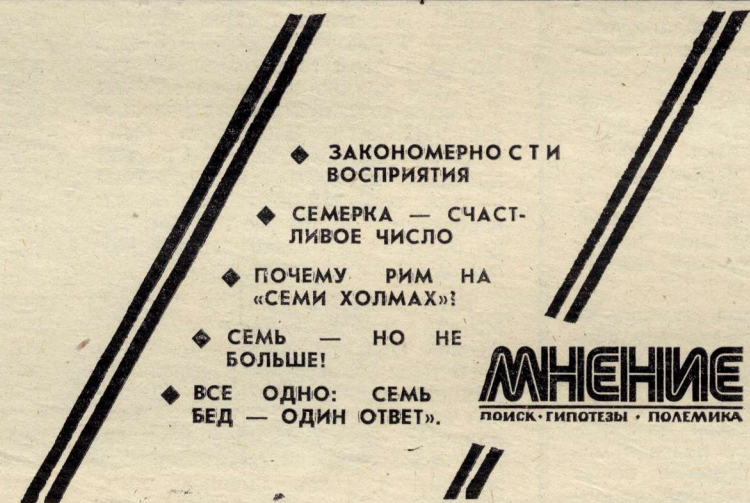 ◆ ЗАКОНОМЕРНОСТИ
ВОСПРИЯТИЯ
◆ СЕМЕРКА — СЧАСТ-
ЛИВОЕ ЧИСЛО
◆ ПОЧЕМУ РИМ НА
«СЕМИ ХОЛМАХ»?
◆ СЕМЬ — НО НЕ
БОЛЬШЕ!
◆ ВСЕ ОДНО: СЕМЬ
БЕД — ОДИН ОТВЕТ».
МНЕНИЕ
ПОИСК · ГИПОТЕЗЫ · ПОЛЕМИКА